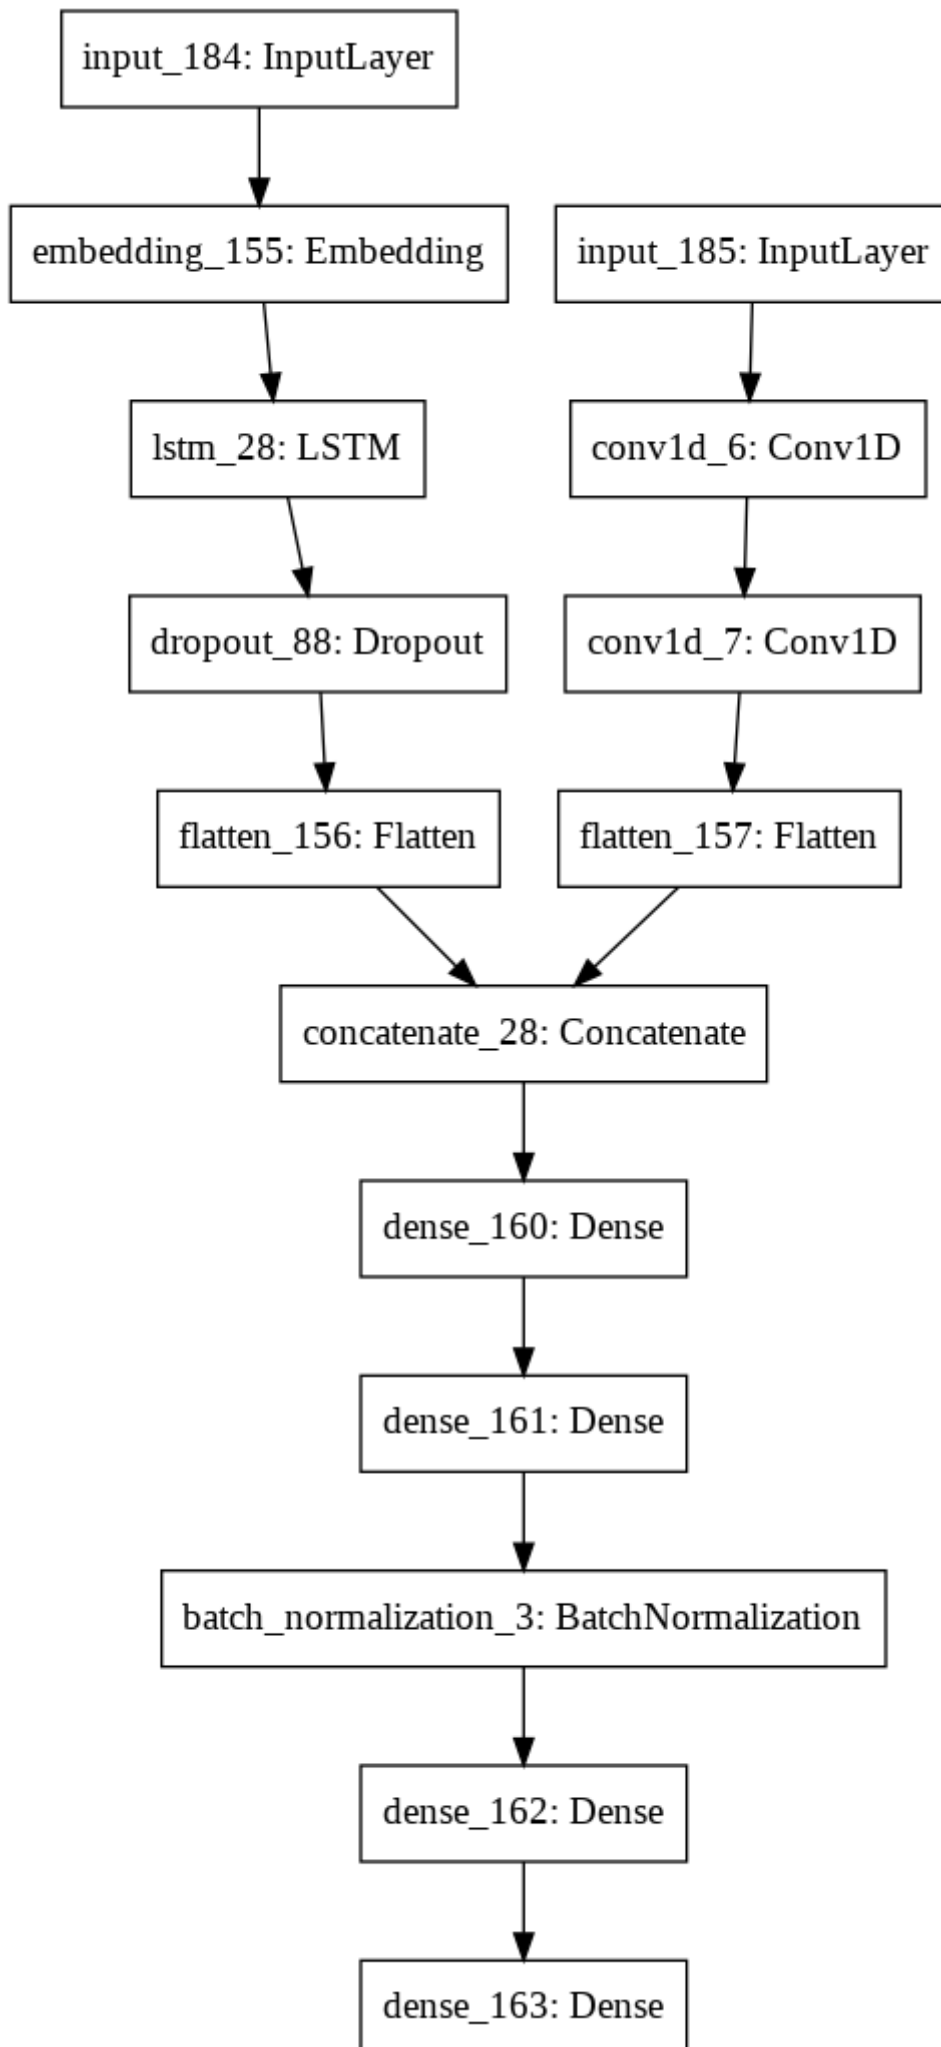 input_184: InputLayer
embedding_155: Embedding
input_185: InputLayer
lstm_28: LSTM
conv1d_6: Conv1D
dropout_88: Dropout
conv1d_7: Conv1D
flatten_156: Flatten
flatten_157: Flatten
concatenate_28: Concatenate
dense_160: Dense
dense_161: Dense
batch_normalization_3: BatchNormalization
dense_162: Dense
dense_163: Dense